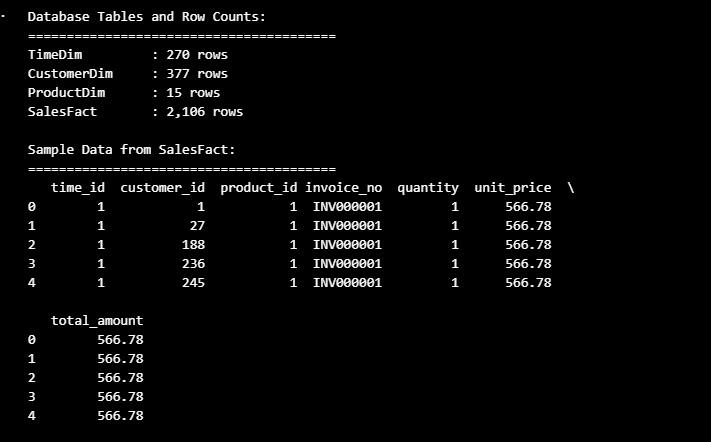 Database Tables and Row Counts:
========================================
TimeDim : 270 rows
CustomerDim : 377 rows
ProductDim : 15 rows
SalesFact : 2,106 rows
Sample Data from SalesFact:
========================================
time_id customer_id product_id invoice_no quantity unit_price \
0 1 1 1 INV000001 1 566.78
1 1 27 1 INV000001 1 566.78
2 1 188 1 INV000001 1 566.78
3 1 236 1 INV000001 1 566.78
4 1 245 1 INV000001 1 566.78
total_amount
0 566.78
1 566.78
2 566.78
3 566.78
4 566.78